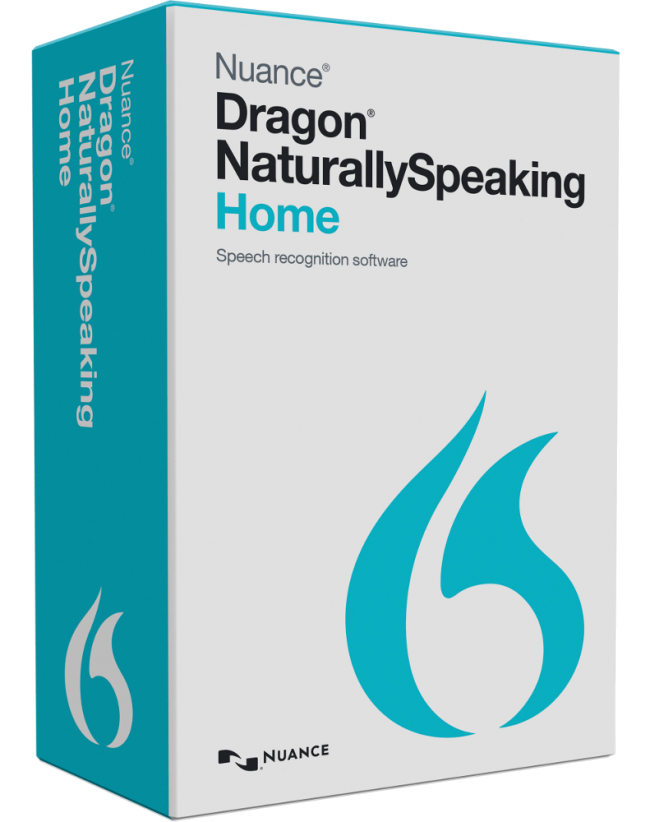 Nuance®
Dragon®
NaturallySpeaking
Home
Speech recognition software
NUANCE
Nuance®
Dragon®
NaturallySpeaking
Home